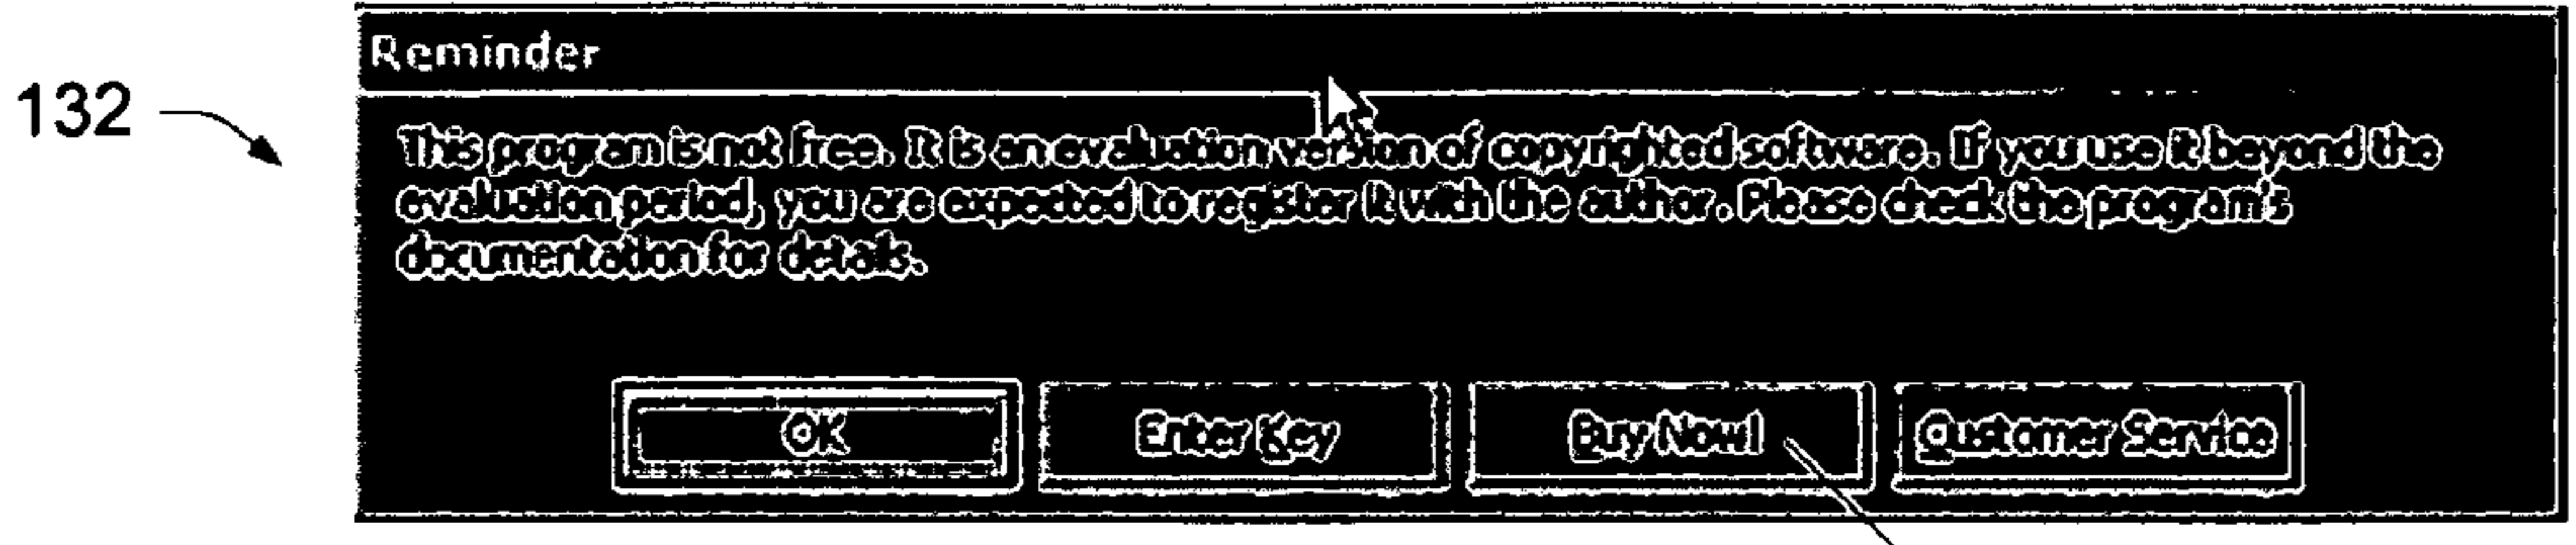 Reminder
132
This program is not free. It is an evaluation version of copyrighted software. If you use it beyond the
evaluation period, you are expected to register it with the author. Please check the program's
documentation for details.
OK Enter Key Buy Now! Customer Service